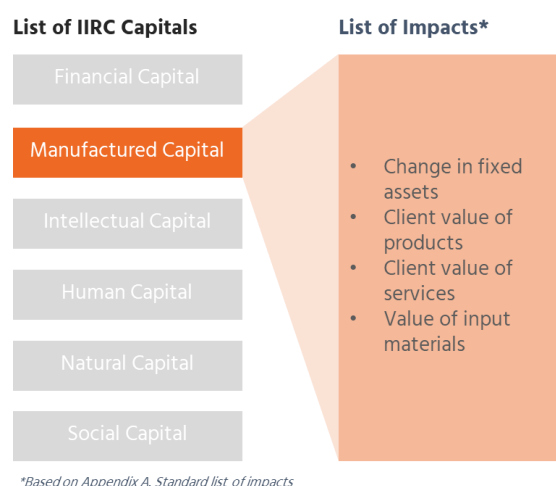 List of IIRC Capitals
List of Impacts*
Financial Capital
Manufactured Capital
Intellectual Capital
Human Capital
Natural Capital
Social Capital
• Change in fixed
assets
• Client value of
products
• Client value of
services
• Value of input
materials
*Based on Appendix A. Standard list of impacts